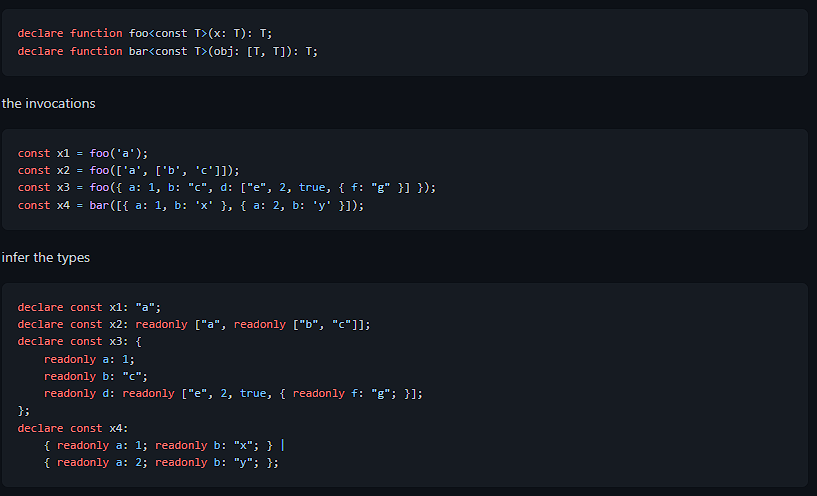 declare function foo<const T>(x: T): T;
declare function bar<const T>(obj: [T, T]): T;
the invocations
const x1 = foo('a');
const x2 = foo(['a', ['b', 'c']]);
const x3 = foo({ a: 1, b: "c", d: ["e", 2, true, { f: "g" }] });
const x4 = bar([{ a: 1, b: 'x' }, { a: 2, b: 'y' }]);
infer the types
declare const x1: "a";
declare const x2: readonly ["a", readonly ["b", "c"]];
declare const x3: {
    readonly a: 1;
    readonly b: "c";
    readonly d: readonly ["e", 2, true, { readonly f: "g"; }];
};
declare const x4:
    { readonly a: 1; readonly b: "x"; } |
    { readonly a: 2; readonly b: "y"; };